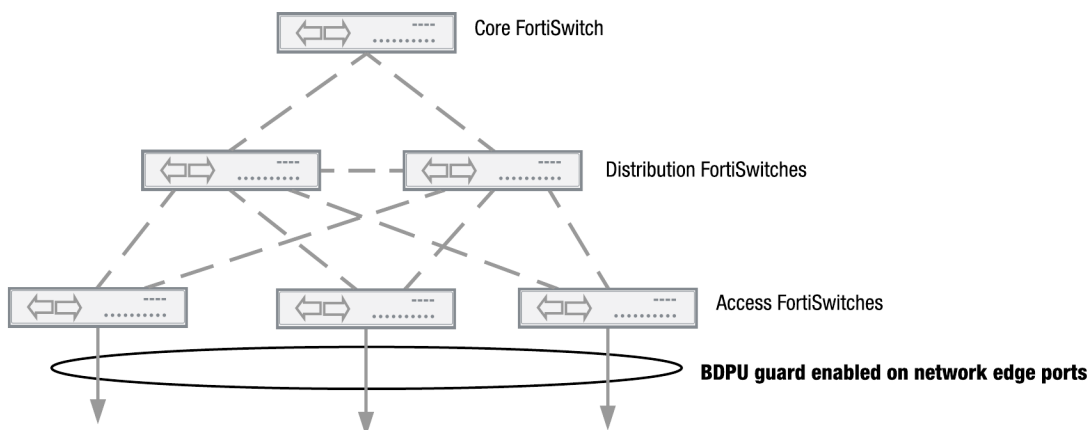 Core FortiSwitch
Distribution FortiSwitches
Access FortiSwitches
BDPU guard enabled on network edge ports